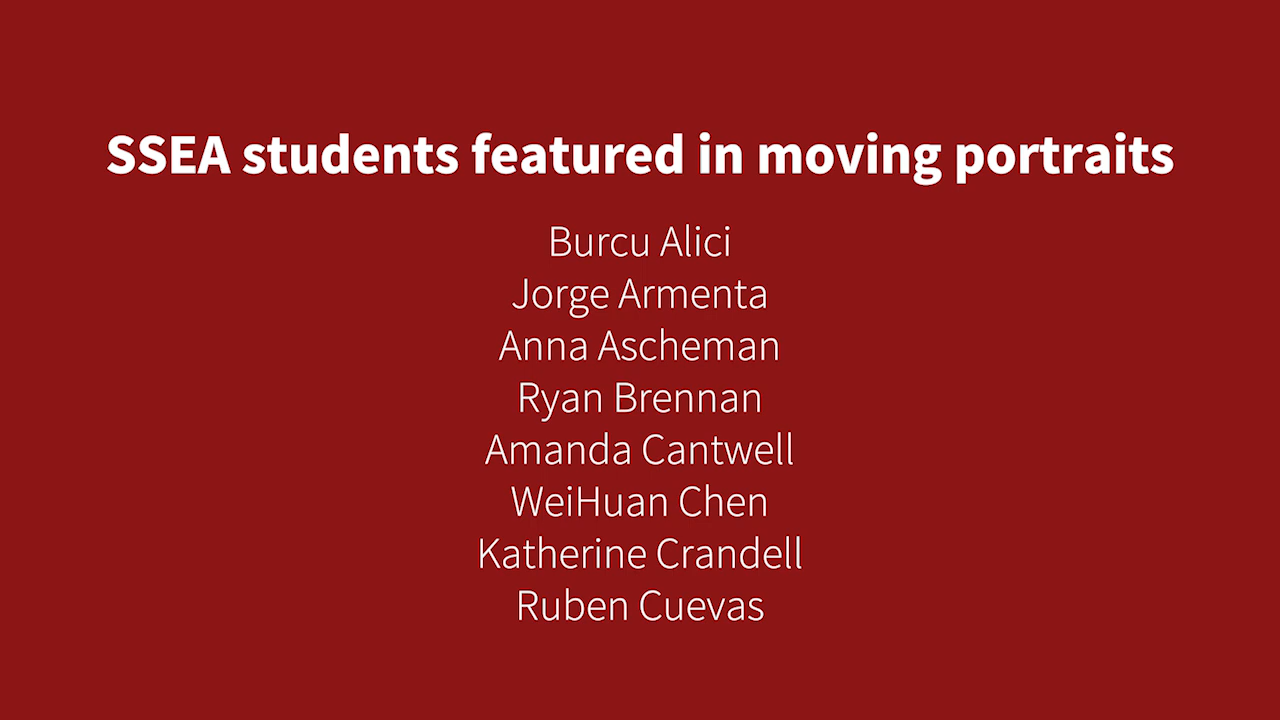 SSEA students featured in moving portraits
Burcu Alici
Jorge Armenta
Anna Ascheman
Ryan Brennan
Amanda Cantwell
WeiHuan Chen
Katherine Crandell
Ruben Cuevas